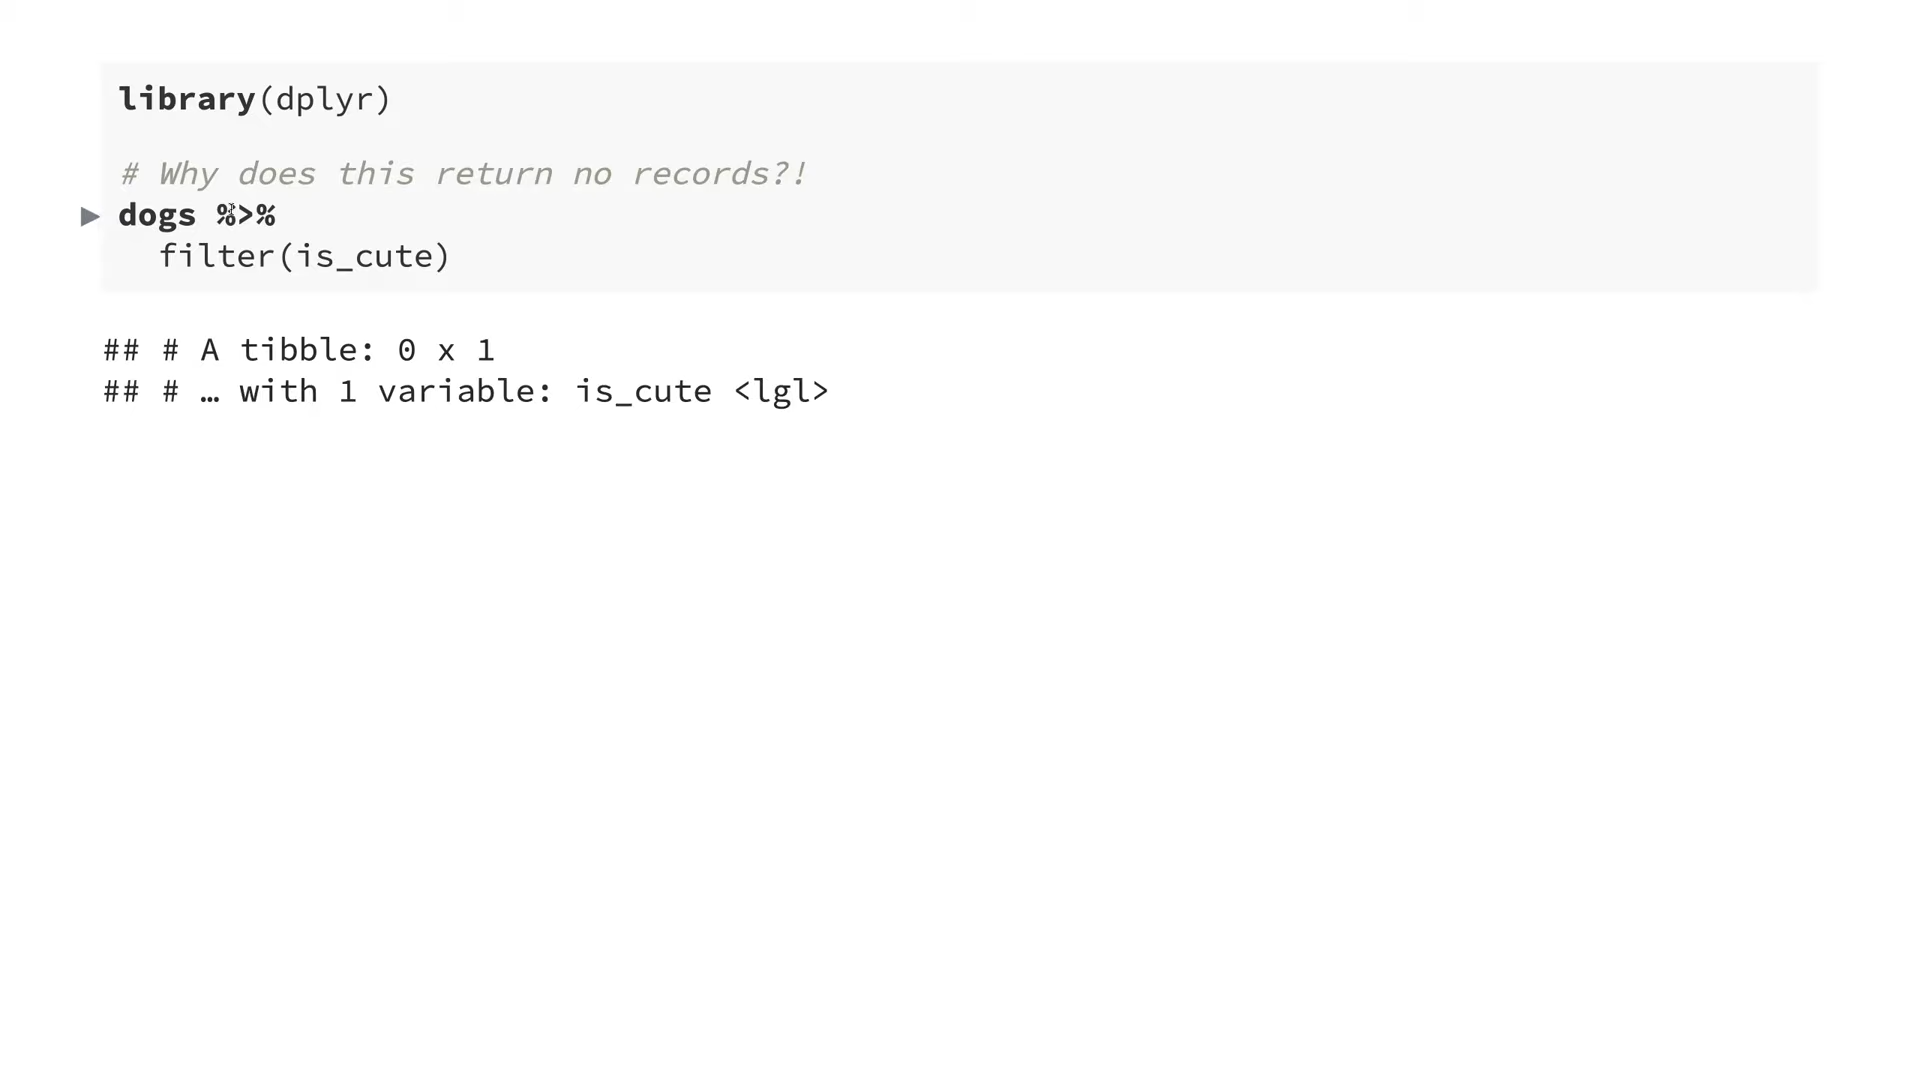 library(dplyr)
# Why does this return no records?!
dogs %>%
filter(is_cute)
## # A tibble: 0 x 1
## # … with 1 variable: is_cute <lgl>